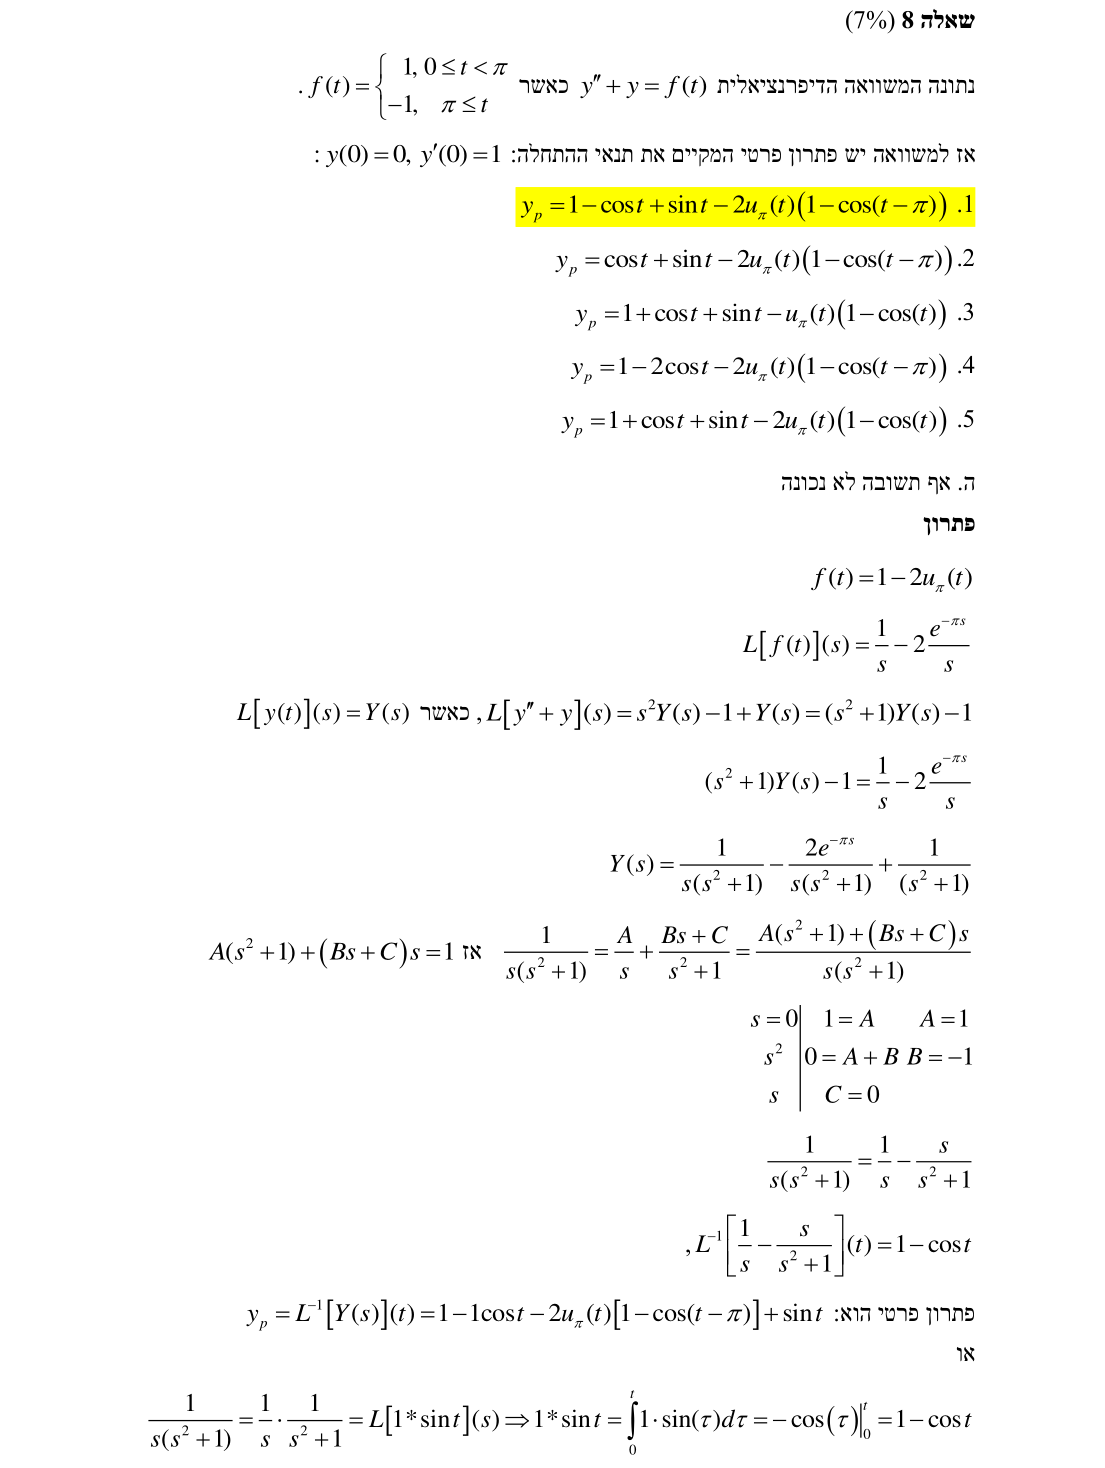 שאלה 8 (7%)
נתונה המשוואה הדיפרנציאלית y″ + y = f(t) כאשר f(t) = { 1, 0 ≤ t < π ; −1, π ≤ t .
אז למשוואה יש פתרון פרטי המקיים את תנאי ההתחלה: y(0) = 0, y′(0) = 1 :
.1 y_p = 1 − cos t + sin t − 2u_π(t)(1 − cos(t − π))
.2 y_p = cos t + sin t − 2u_π(t)(1 − cos(t − π))
.3 y_p = 1 + cos t + sin t − u_π(t)(1 − cos(t))
.4 y_p = 1 − 2cos t − 2u_π(t)(1 − cos(t − π))
.5 y_p = 1 + cos t + sin t − 2u_π(t)(1 − cos(t))
ה. אף תשובה לא נכונה
פתרון
f(t) = 1 − 2u_π(t)
L[f(t)](s) = 1/s − 2 e^{−πs}/s
L[y″ + y](s) = s²Y(s) − 1 + Y(s) = (s² + 1)Y(s) − 1 , כאשר L[y(t)](s) = Y(s)
(s² + 1)Y(s) − 1 = 1/s − 2 e^{−πs}/s
Y(s) = 1/(s(s² + 1)) − 2e^{−πs}/(s(s² + 1)) + 1/(s² + 1)
1/(s(s² + 1)) = A/s + (Bs + C)/(s² + 1) = (A(s² + 1) + (Bs + C)s)/(s(s² + 1)) אז A(s² + 1) + (Bs + C)s = 1
s = 0 | 1 = A A = 1
s² | 0 = A + B B = −1
s | C = 0
1/(s(s² + 1)) = 1/s − s/(s² + 1)
, L^{−1}[1/s − s/(s² + 1)](t) = 1 − cos t
פתרון פרטי הוא: y_p = L^{−1}[Y(s)](t) = 1 − 1cos t − 2u_π(t)[1 − cos(t − π)] + sin t
או
1/(s(s² + 1)) = 1/s · 1/(s² + 1) = L[1 * sin t](s) ⇒ 1 * sin t = ∫₀ᵗ 1 · sin(τ)dτ = −cos(τ)|₀ᵗ = 1 − cos t